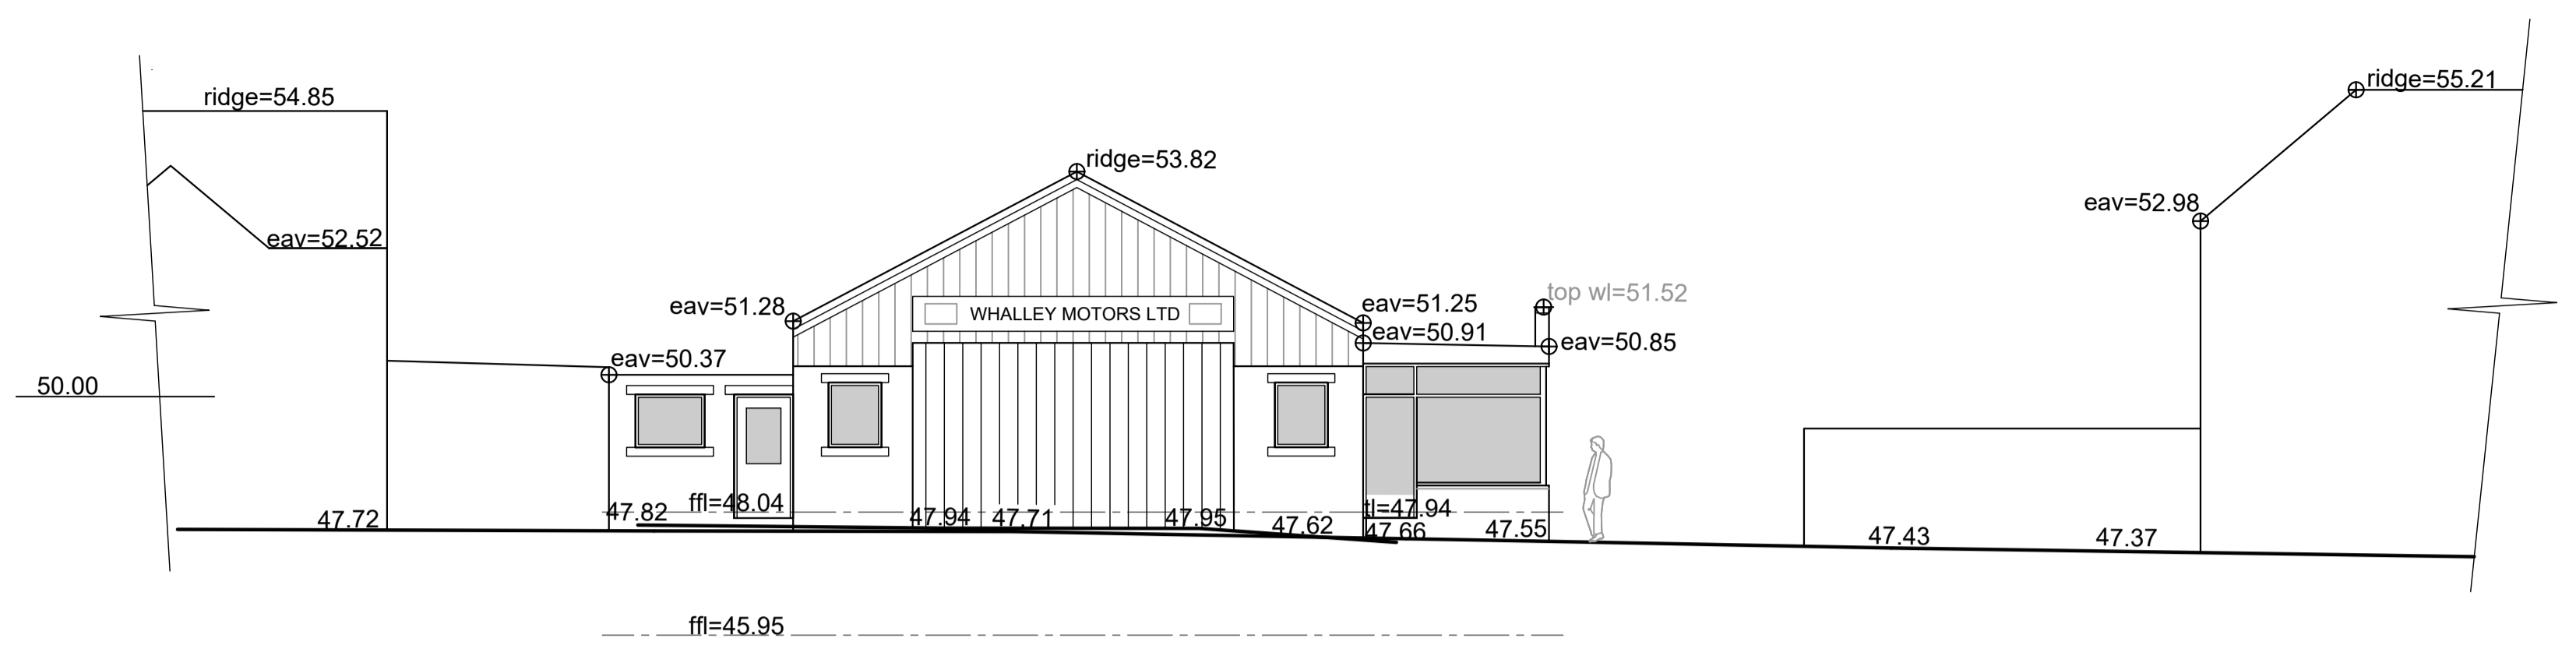 ridge=55.21
ridge=54.85
ridge=53.82
eav=52.98
eav=52.52
top wl=51.52
eav=51.28
eav=51.25
WHALLEY MOTORS LTD
eav=50.91
eav=50.85
eav=50.37
50.00
ffl=48.04
tl=47.94
47.82
47.94
47.71
47.95
47.72
47.62
47.66
47.55
47.43
47.37
ffl=45.95